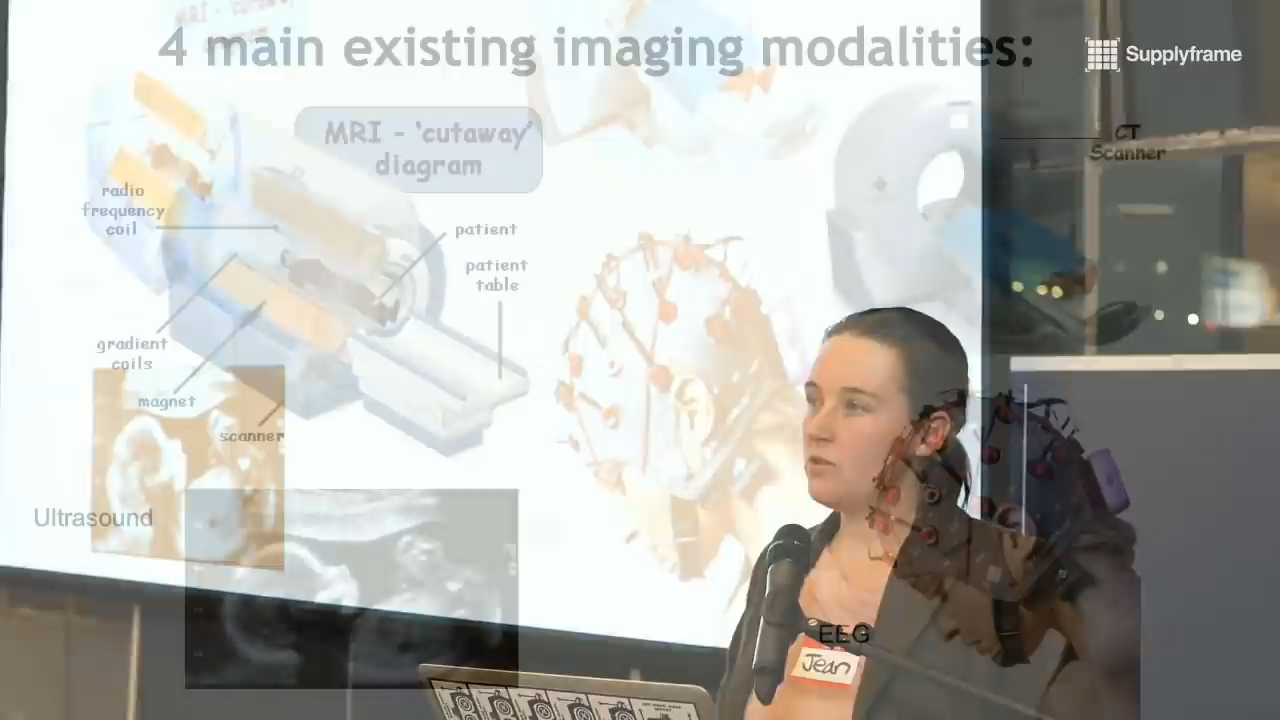 4 main existing imaging modalities:
Supplyframe
MRI - 'cutaway'
diagram
CT
Scanner
radio
frequency
coil
patient
patient
table
gradient
coils
magnet
scanner
Ultrasound
EEG
Jean